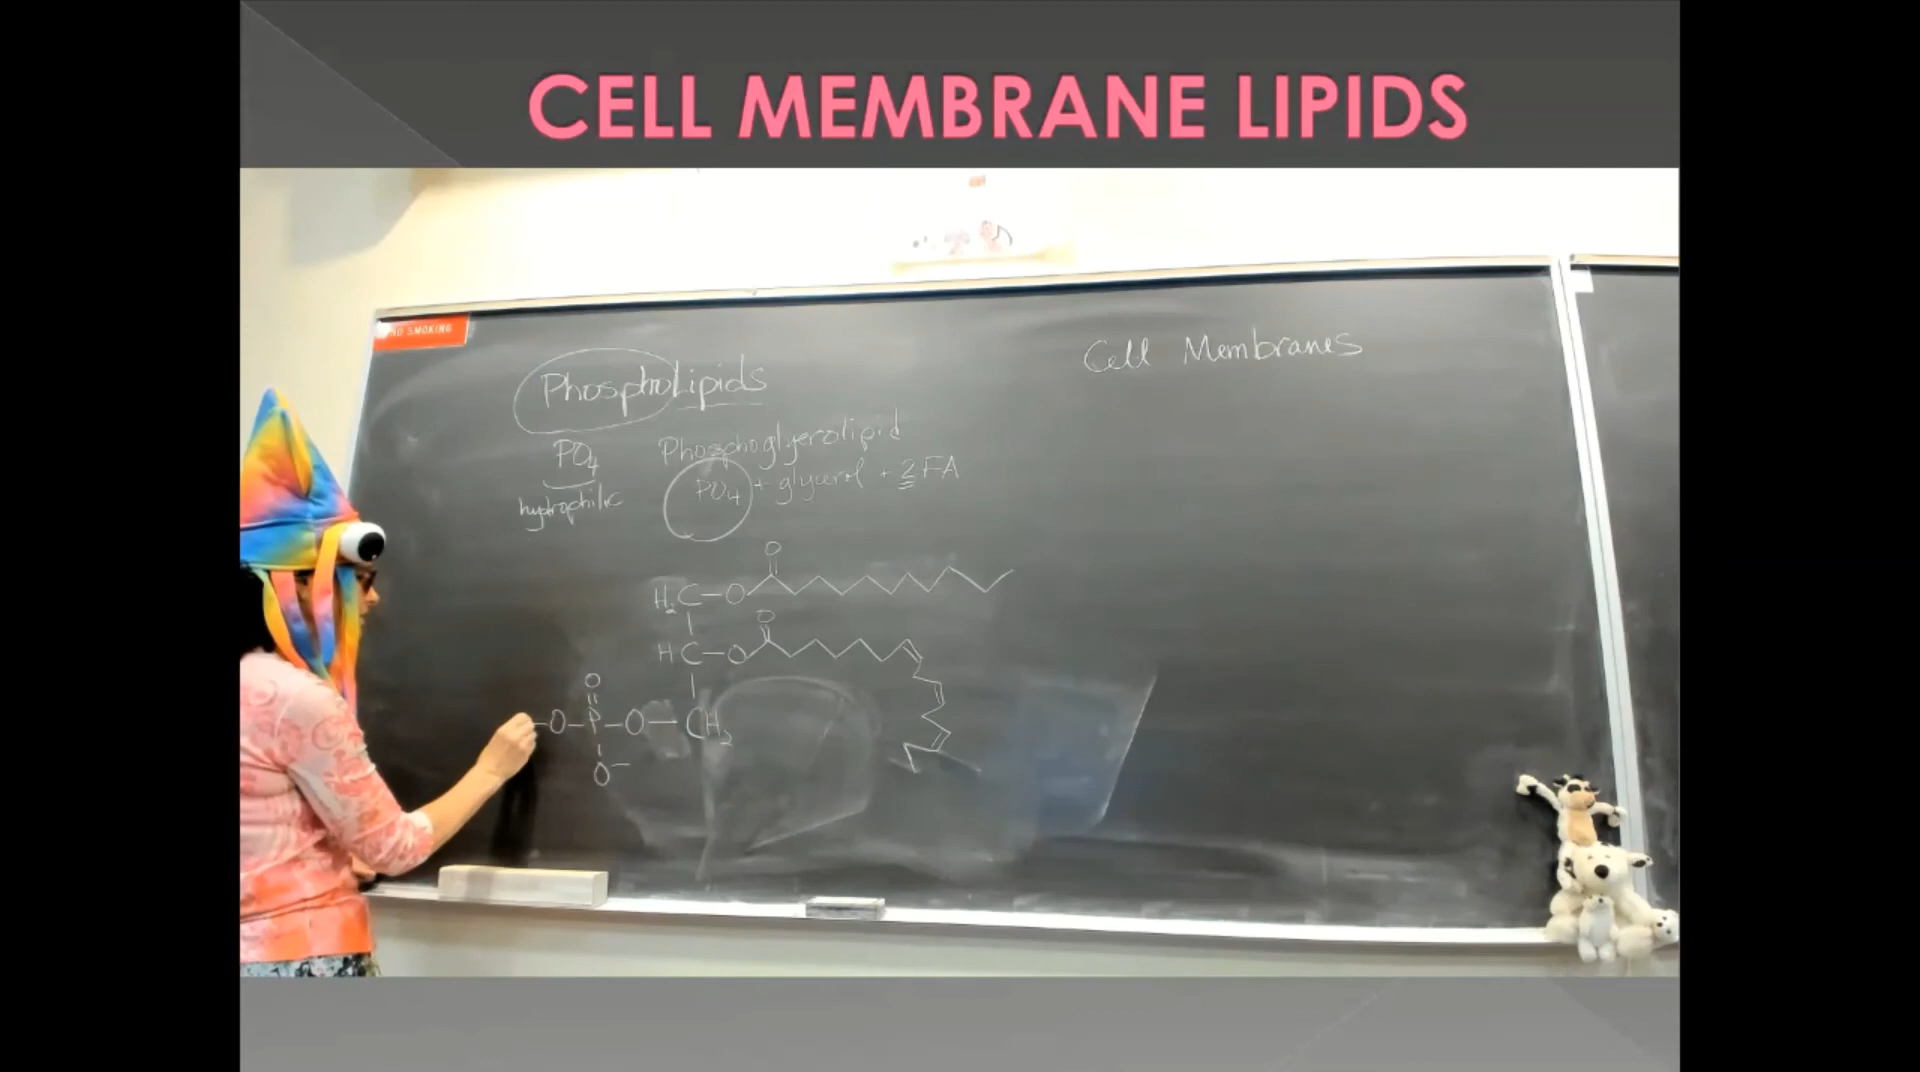 CELL MEMBRANE LIPIDS
NO SMOKING
Cell Membranes
PhosphoLipids
PO4 Phosphoglycerolipid
hydrophilic PO4 + glycerol + 2 FA
O
H2C—O
O
HC—O
O
—O—P—O—CH2
O−